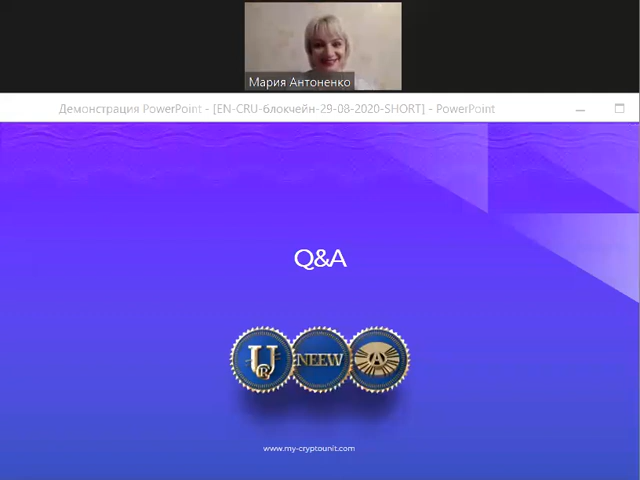 Мария Антоненко
Демонстрация PowerPoint - [EN-CRU-блокчейн-29-08-2020-SHORT] - PowerPoint
Q&A
NEEW
A
www.my-cryptounit.com